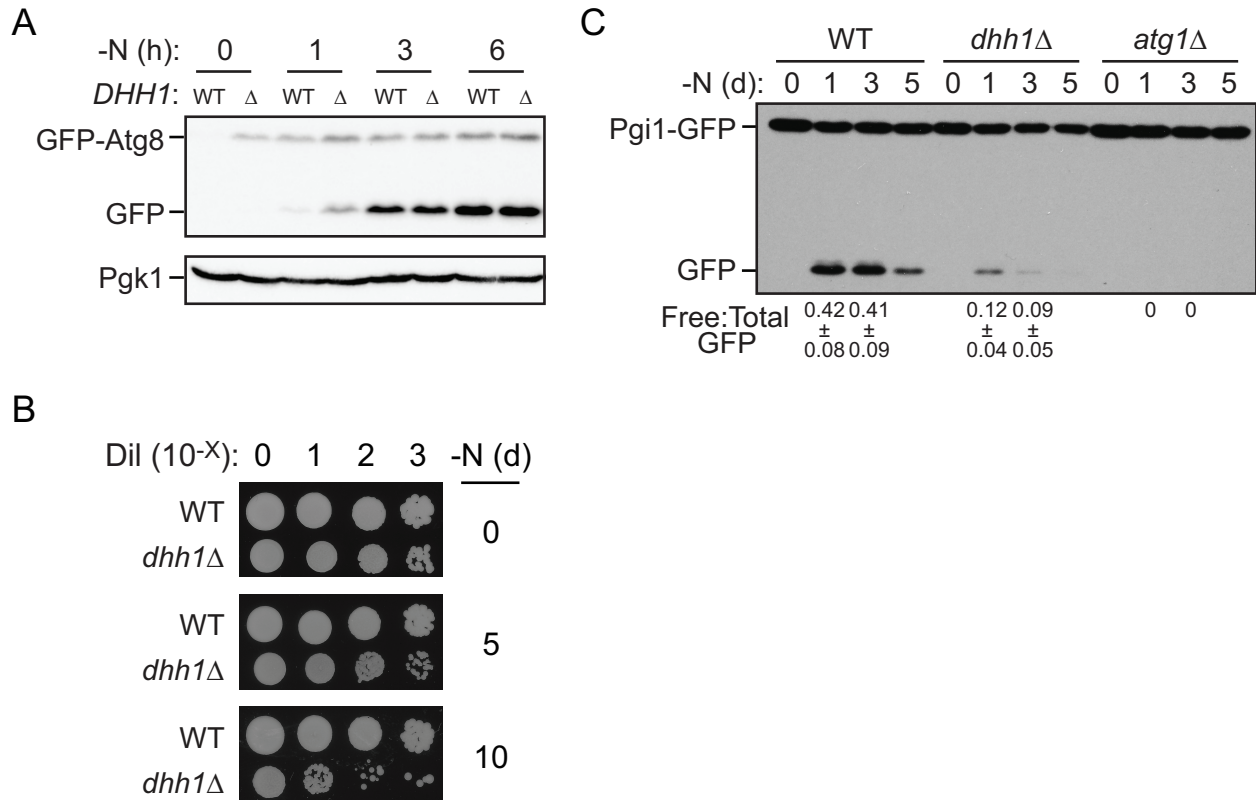 A
-N (h): 0 1 3 6
DHH1: WT Δ WT Δ WT Δ WT Δ
GFP-Atg8
GFP
Pgk1
B
Dil (10-X): 0 1 2 3 -N (d)
WT
dhh1Δ
0
WT
dhh1Δ
5
WT
dhh1Δ
10
C
WT dhh1Δ atg1Δ
-N (d): 0 1 3 5 0 1 3 5 0 1 3 5
Pgi1-GFP
GFP
Free:Total 0.42 0.41 0.12 0.09 0 0
± ± ± ±
GFP 0.08 0.09 0.04 0.05